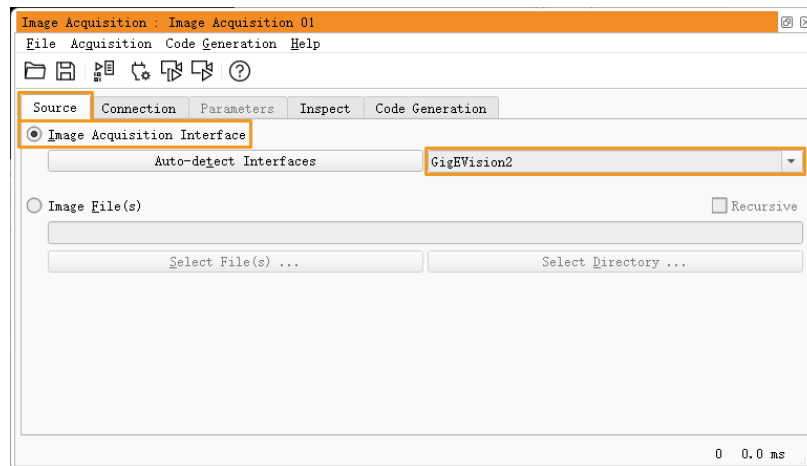 Image Acquisition : Image Acquisition 01
File Acquisition Code Generation Help
Source Connection Parameters Inspect Code Generation
Image Acquisition Interface
Auto-detect Interfaces GigEVision2
Image File(s) Recursive
Select File(s) ... Select Directory ...
0 0.0 ms